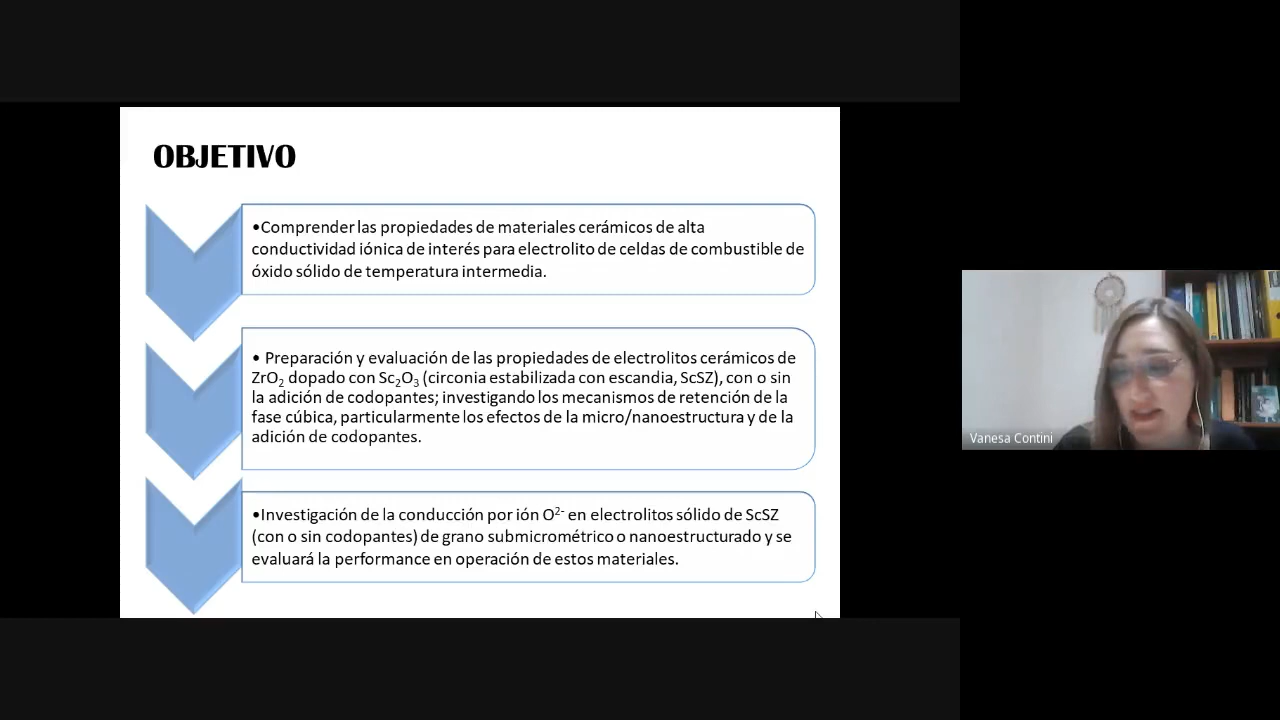 OBJETIVO
•Comprender las propiedades de materiales cerámicos de alta
conductividad iónica de interés para electrolito de celdas de combustible de
óxido sólido de temperatura intermedia.
• Preparación y evaluación de las propiedades de electrolitos cerámicos de
ZrO₂ dopado con Sc₂O₃ (circonia estabilizada con escandia, ScSZ), con o sin
la adición de codopantes; investigando los mecanismos de retención de la
fase cúbica, particularmente los efectos de la micro/nanoestructura y de la
adición de codopantes.
•Investigación de la conducción por ión O²⁻ en electrolitos sólido de ScSZ
(con o sin codopantes) de grano submicrométrico o nanoestructurado y se
evaluará la performance en operación de estos materiales.
Vanesa Contini